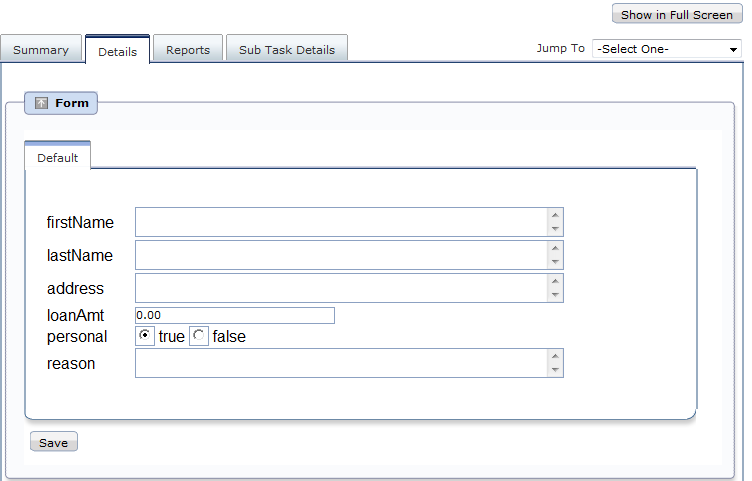 Show in Full Screen
Summary Details Reports Sub Task Details Jump To -Select One-
Form
Default
firstName
lastName
address
loanAmt 0.00
personal true false
reason
Save